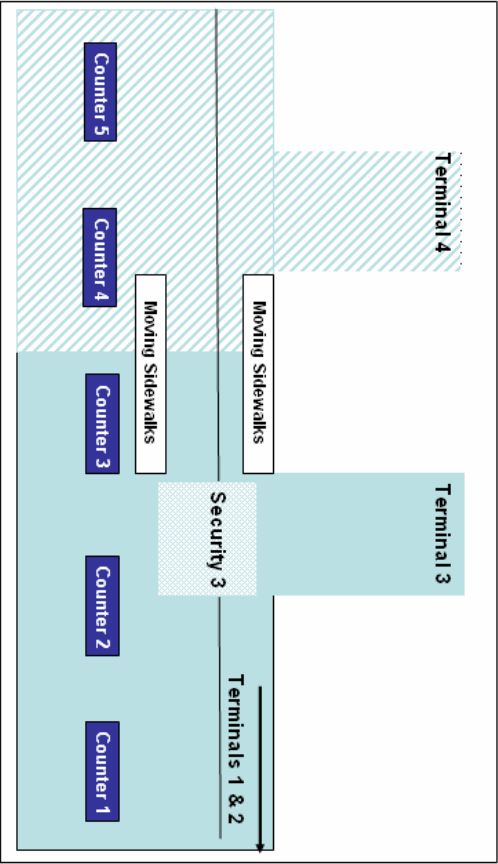 Terminal 4
Terminal 3
Moving Sidewalks
Security 3
Terminals 1 & 2
Moving Sidewalks
Counter 5
Counter 4
Counter 3
Counter 2
Counter 1